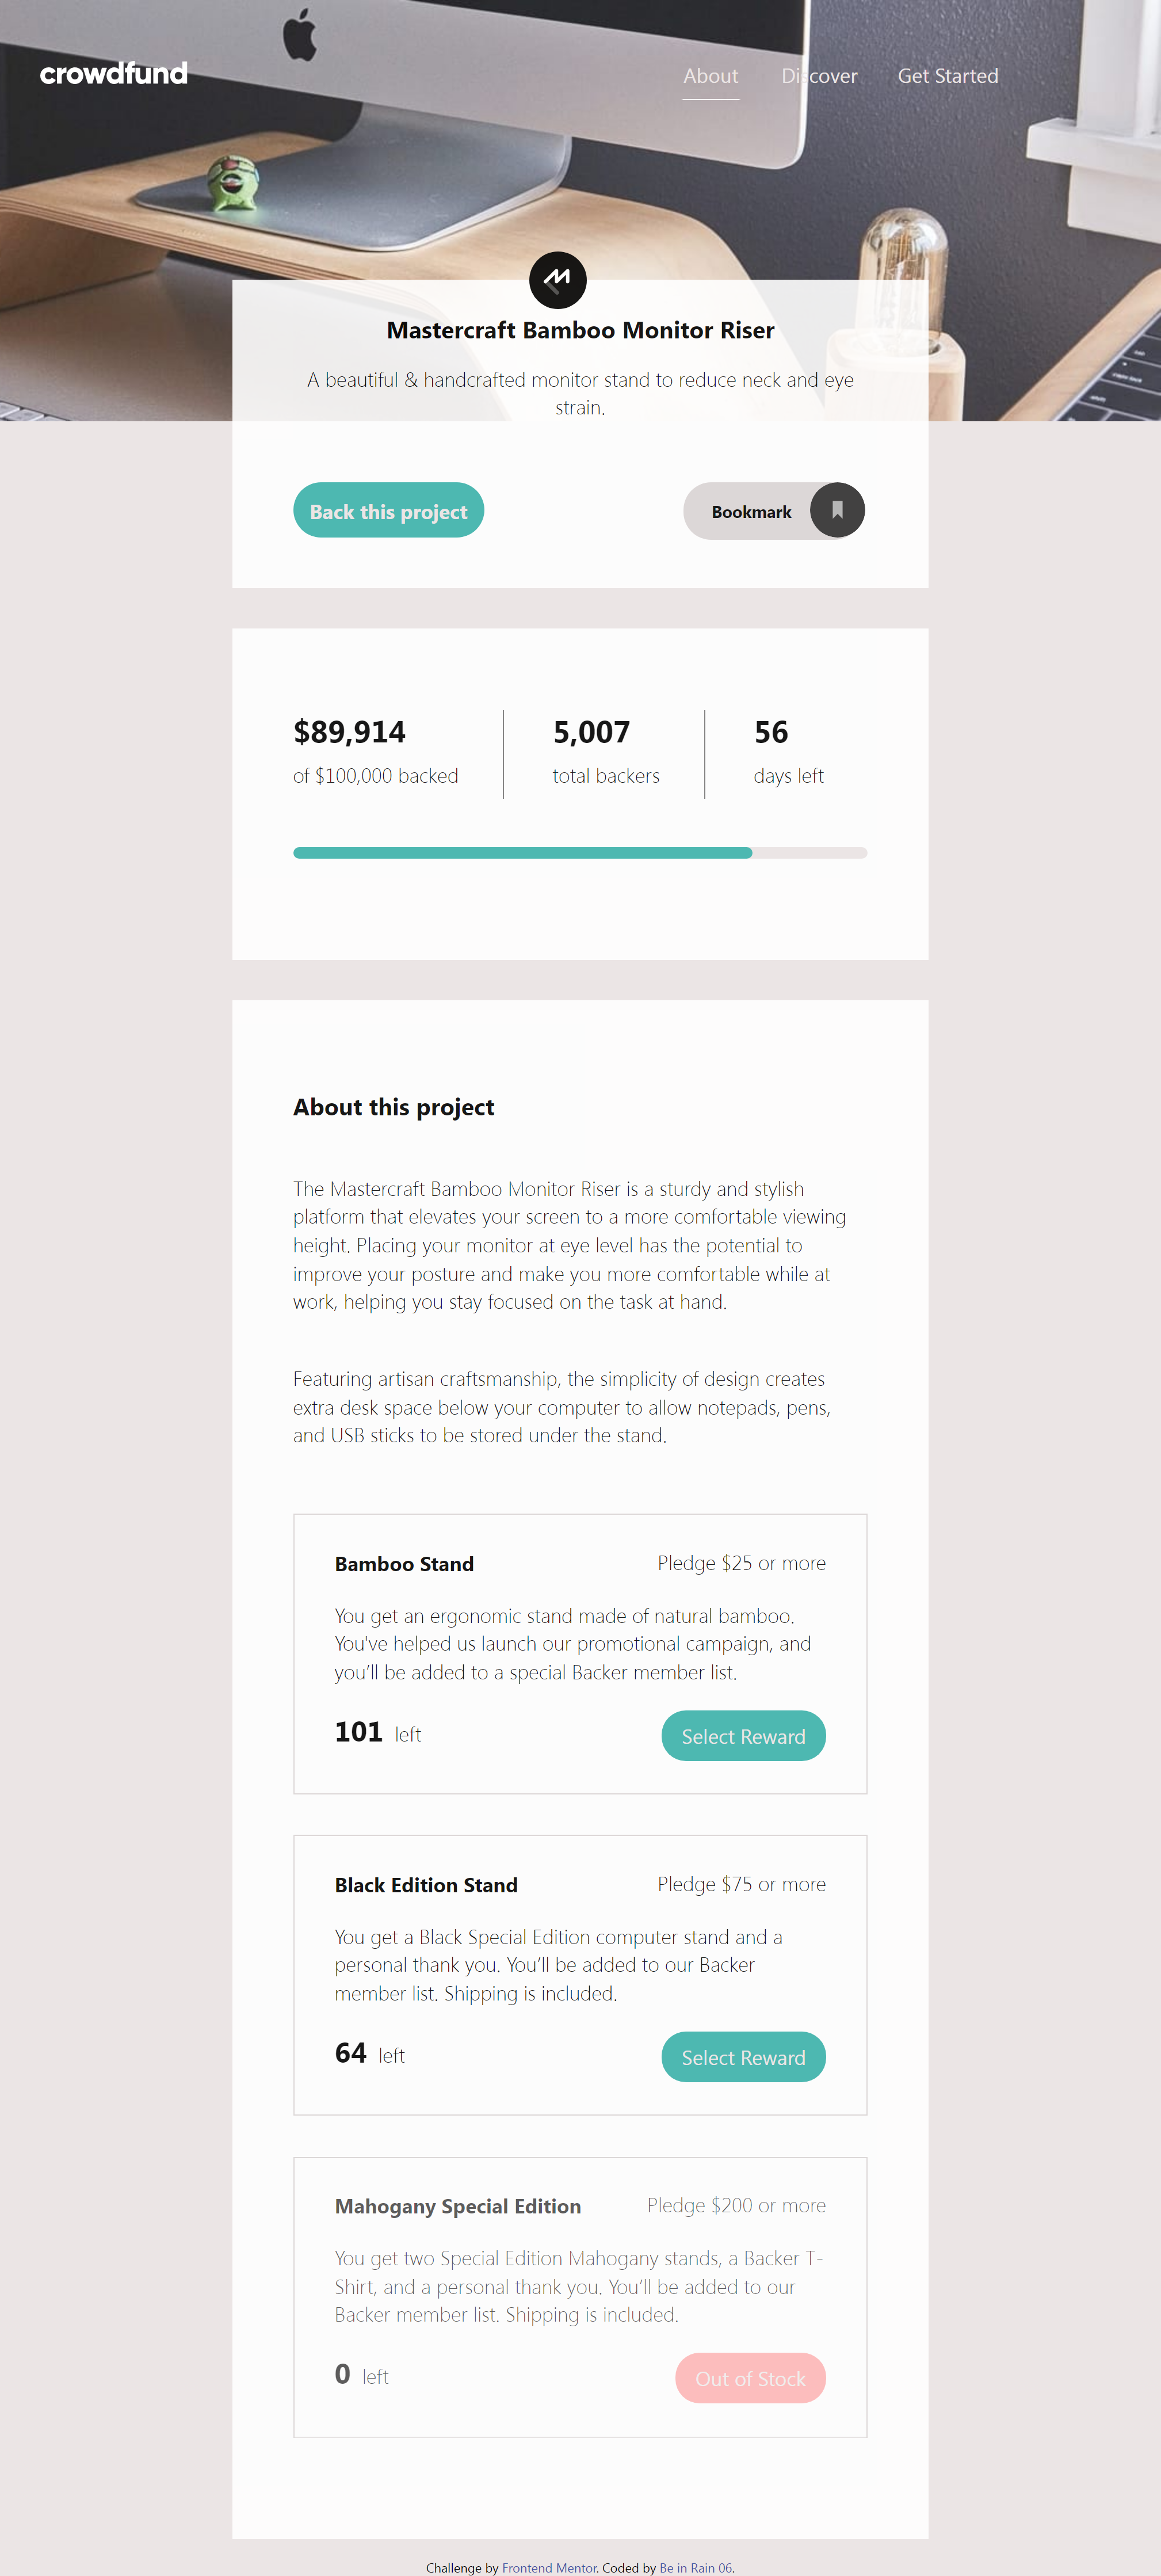 crowdfund
About Discover Get Started
Mastercraft Bamboo Monitor Riser
A beautiful & handcrafted monitor stand to reduce neck and eye
strain.
Back this project
Bookmark
$89,914
of $100,000 backed
5,007
total backers
56
days left
About this project
The Mastercraft Bamboo Monitor Riser is a sturdy and stylish
platform that elevates your screen to a more comfortable viewing
height. Placing your monitor at eye level has the potential to
improve your posture and make you more comfortable while at
work, helping you stay focused on the task at hand.
Featuring artisan craftsmanship, the simplicity of design creates
extra desk space below your computer to allow notepads, pens,
and USB sticks to be stored under the stand.
Bamboo Stand
Pledge $25 or more
You get an ergonomic stand made of natural bamboo.
You've helped us launch our promotional campaign, and
you’ll be added to a special Backer member list.
101 left
Select Reward
Black Edition Stand
Pledge $75 or more
You get a Black Special Edition computer stand and a
personal thank you. You’ll be added to our Backer
member list. Shipping is included.
64 left
Select Reward
Mahogany Special Edition
Pledge $200 or more
You get two Special Edition Mahogany stands, a Backer T-
Shirt, and a personal thank you. You’ll be added to our
Backer member list. Shipping is included.
0 left
Out of Stock
Challenge by Frontend Mentor. Coded by Be in Rain 06.